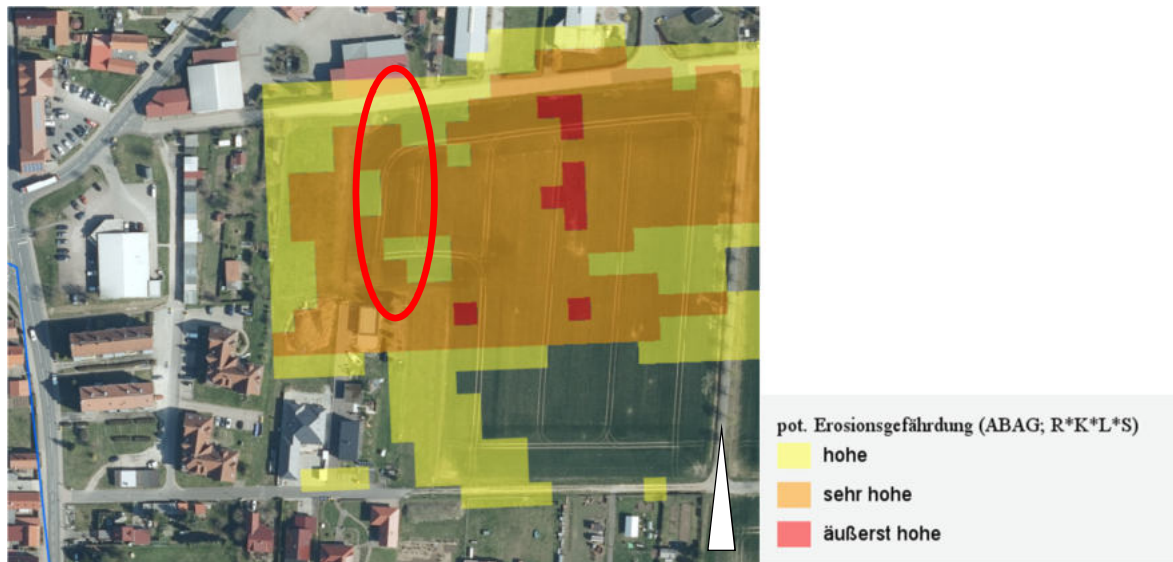 pot. Erosionsgefährdung (ABAG; R*K*L*S)
hohe
sehr hohe
äußerst hohe